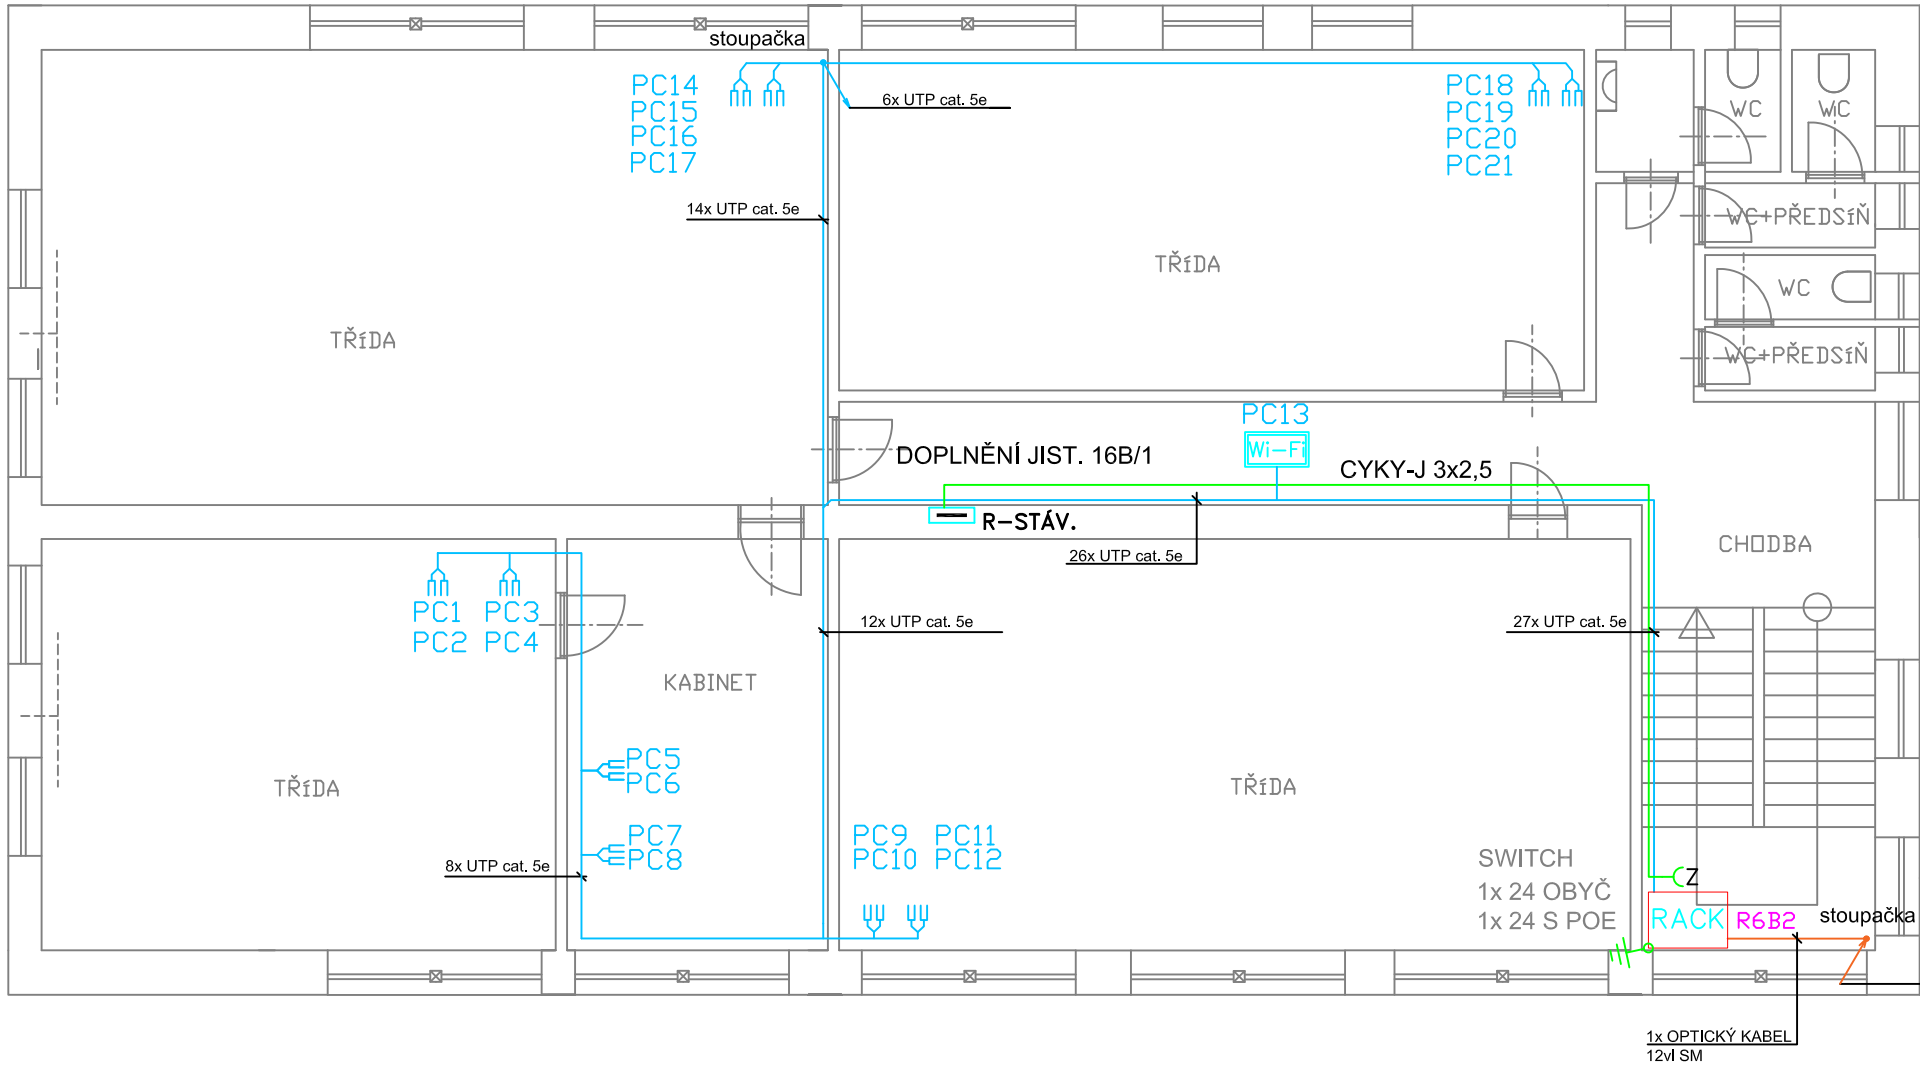 stoupačka
PC14
PC15
PC16
PC17
6x UTP cat. 5e
PC18
PC19
PC20
PC21
WC
WC
14x UTP cat. 5e
WC+PŘEDSíŇ
TŘíDA
WC
TŘíDA
WC+PŘEDSíŇ
PC13
Wi-Fi
DOPLNĚNÍ JIST. 16B/1
CYKY-J 3x2,5
R-STÁV.
26x UTP cat. 5e
CHODBA
PC1 PC3
PC2 PC4
12x UTP cat. 5e
27x UTP cat. 5e
KABINET
PC5
PC6
TŘíDA
TŘíDA
PC7
PC8
8x UTP cat. 5e
PC9 PC11
PC10 PC12
SWITCH
1x 24 OBYČ
1x 24 S POE
Z
RACK
R6B2
stoupačka
1x OPTICKÝ KABEL
12vl SM